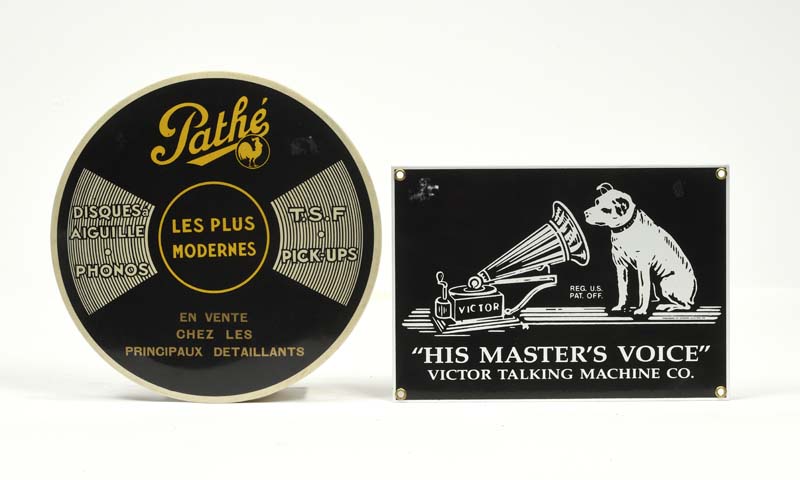 Pathé
DISQUES à
AIGUILLE
•
PHONOS
LES PLUS
MODERNES
T.S.F
•
PICK-UPS
EN VENTE
CHEZ LES
PRINCIPAUX DETAILLANTS
VICTOR
REG. U.S.
PAT. OFF.
"HIS MASTER'S VOICE"
VICTOR TALKING MACHINE CO.